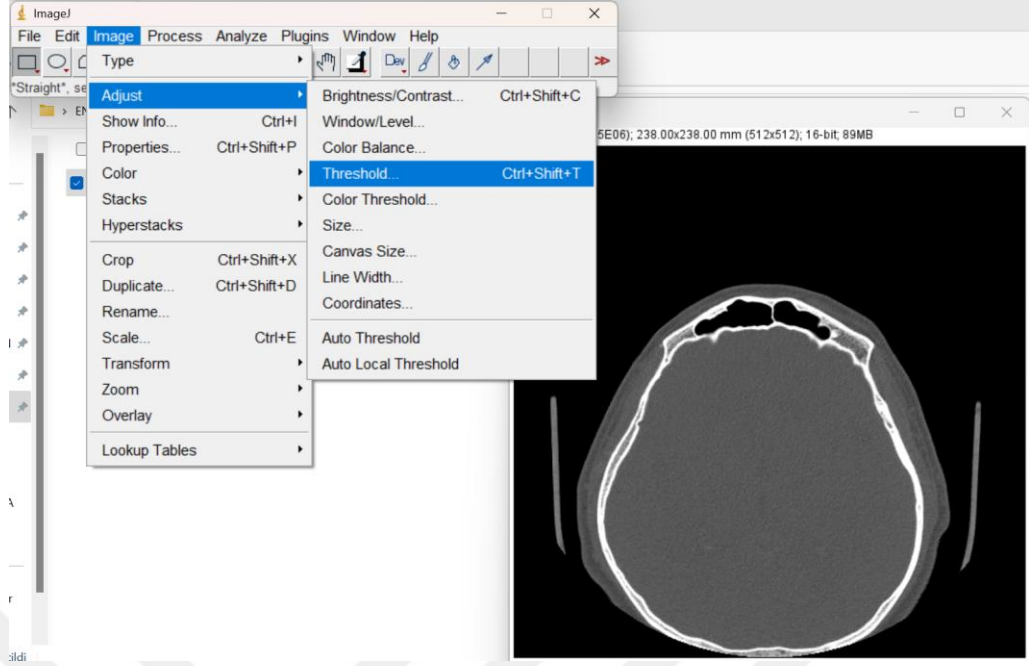 ImageJ
File Edit Image Process Analyze Plugins Window Help
Dev
*Straight*, se
Type
Adjust
Show Info... Ctrl+I
Properties... Ctrl+Shift+P
Color
Stacks
Hyperstacks
Crop Ctrl+Shift+X
Duplicate... Ctrl+Shift+D
Rename...
Scale... Ctrl+E
Transform
Zoom
Overlay
Lookup Tables
Brightness/Contrast... Ctrl+Shift+C
Window/Level...
Color Balance...
Threshold... Ctrl+Shift+T
Color Threshold...
Size...
Canvas Size...
Line Width...
Coordinates...
Auto Threshold
Auto Local Threshold
5E06); 238.00x238.00 mm (512x512); 16-bit; 89MB